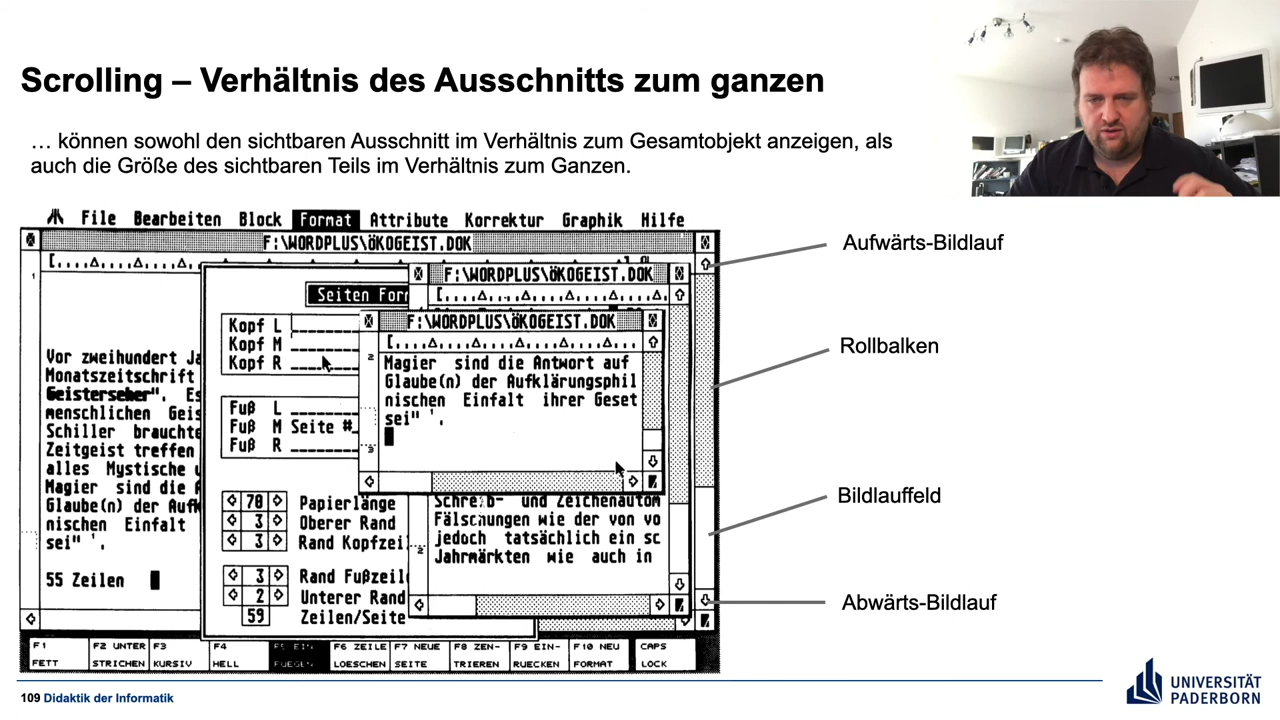 Scrolling – Verhältnis des Ausschnitts zum ganzen
… können sowohl den sichtbaren Ausschnitt im Verhältnis zum Gesamtobjekt anzeigen, als
auch die Größe des sichtbaren Teils im Verhältnis zum Ganzen.
File Bearbeiten Block Format Attribute Korrektur Graphik Hilfe
F:\WORDPLUS\ÖKOGEIST.DOK
F:\WORDPLUS\ÖKOGEIST.DOK
F:\WORDPLUS\ÖKOGEIST.DOK
Seiten
Kopf L
Kopf M
Kopf R
Fuß L
Fuß M Seite #
Fuß R
70 Papierlänge
3 Oberer Rand
3 Rand Kopfzei
3 Rand Fußzeil
2 Unterer Rand
59 Zeilen/Seite
Vor zweihundert Ja
Monatszeitschrift
Geisterseher". Es
menschlichen Geis
Schiller brauchte
Zeitgeist treffen
alles Mystische u
Magier sind die A
Glaube(n) der Aufk
nischen Einfalt
sei" '.
55 Zeilen
Magier sind die Antwort auf
Glaube(n) der Aufklärungsphil
nischen Einfalt ihrer Geset
sei" '.
Schreib- und Zeichenautom
Fälschungen wie der von vo
jedoch tatsächlich ein sc
Jahrmärkten wie auch in
F1 FETT
F2 UNTER STRICHEN
F3 KURSIV
F4 HELL
F5 EIN- FUEGEN
F6 ZEILE LOESCHEN
F7 NEUE SEITE
F8 ZEN- TRIEREN
F9 EIN- RUECKEN
F10 NEU FORMAT
CAPS LOCK
Aufwärts-Bildlauf
Rollbalken
Bildlauffeld
Abwärts-Bildlauf
109 Didaktik der Informatik
UNIVERSITÄT
PADERBORN